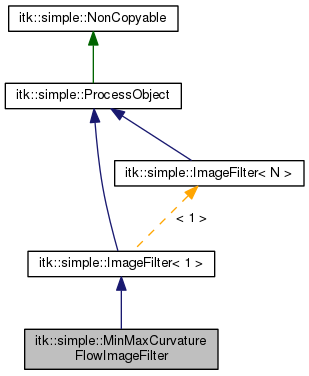 itk::simple::NonCopyable
itk::simple::ProcessObject
itk::simple::ImageFilter< N >
< 1 >
itk::simple::ImageFilter< 1 >
itk::simple::MinMaxCurvature
FlowImageFilter